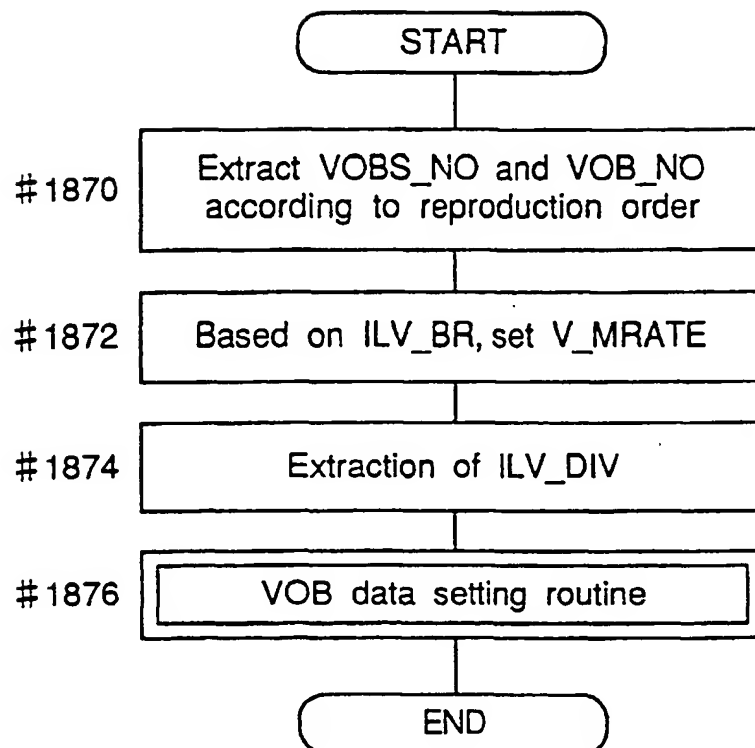 START
#1870
Extract VOBS_NO and VOB_NO
according to reproduction order
#1872
Based on ILV_BR, set V_MRATE
#1874
Extraction of ILV_DIV
#1876
VOB data setting routine
END